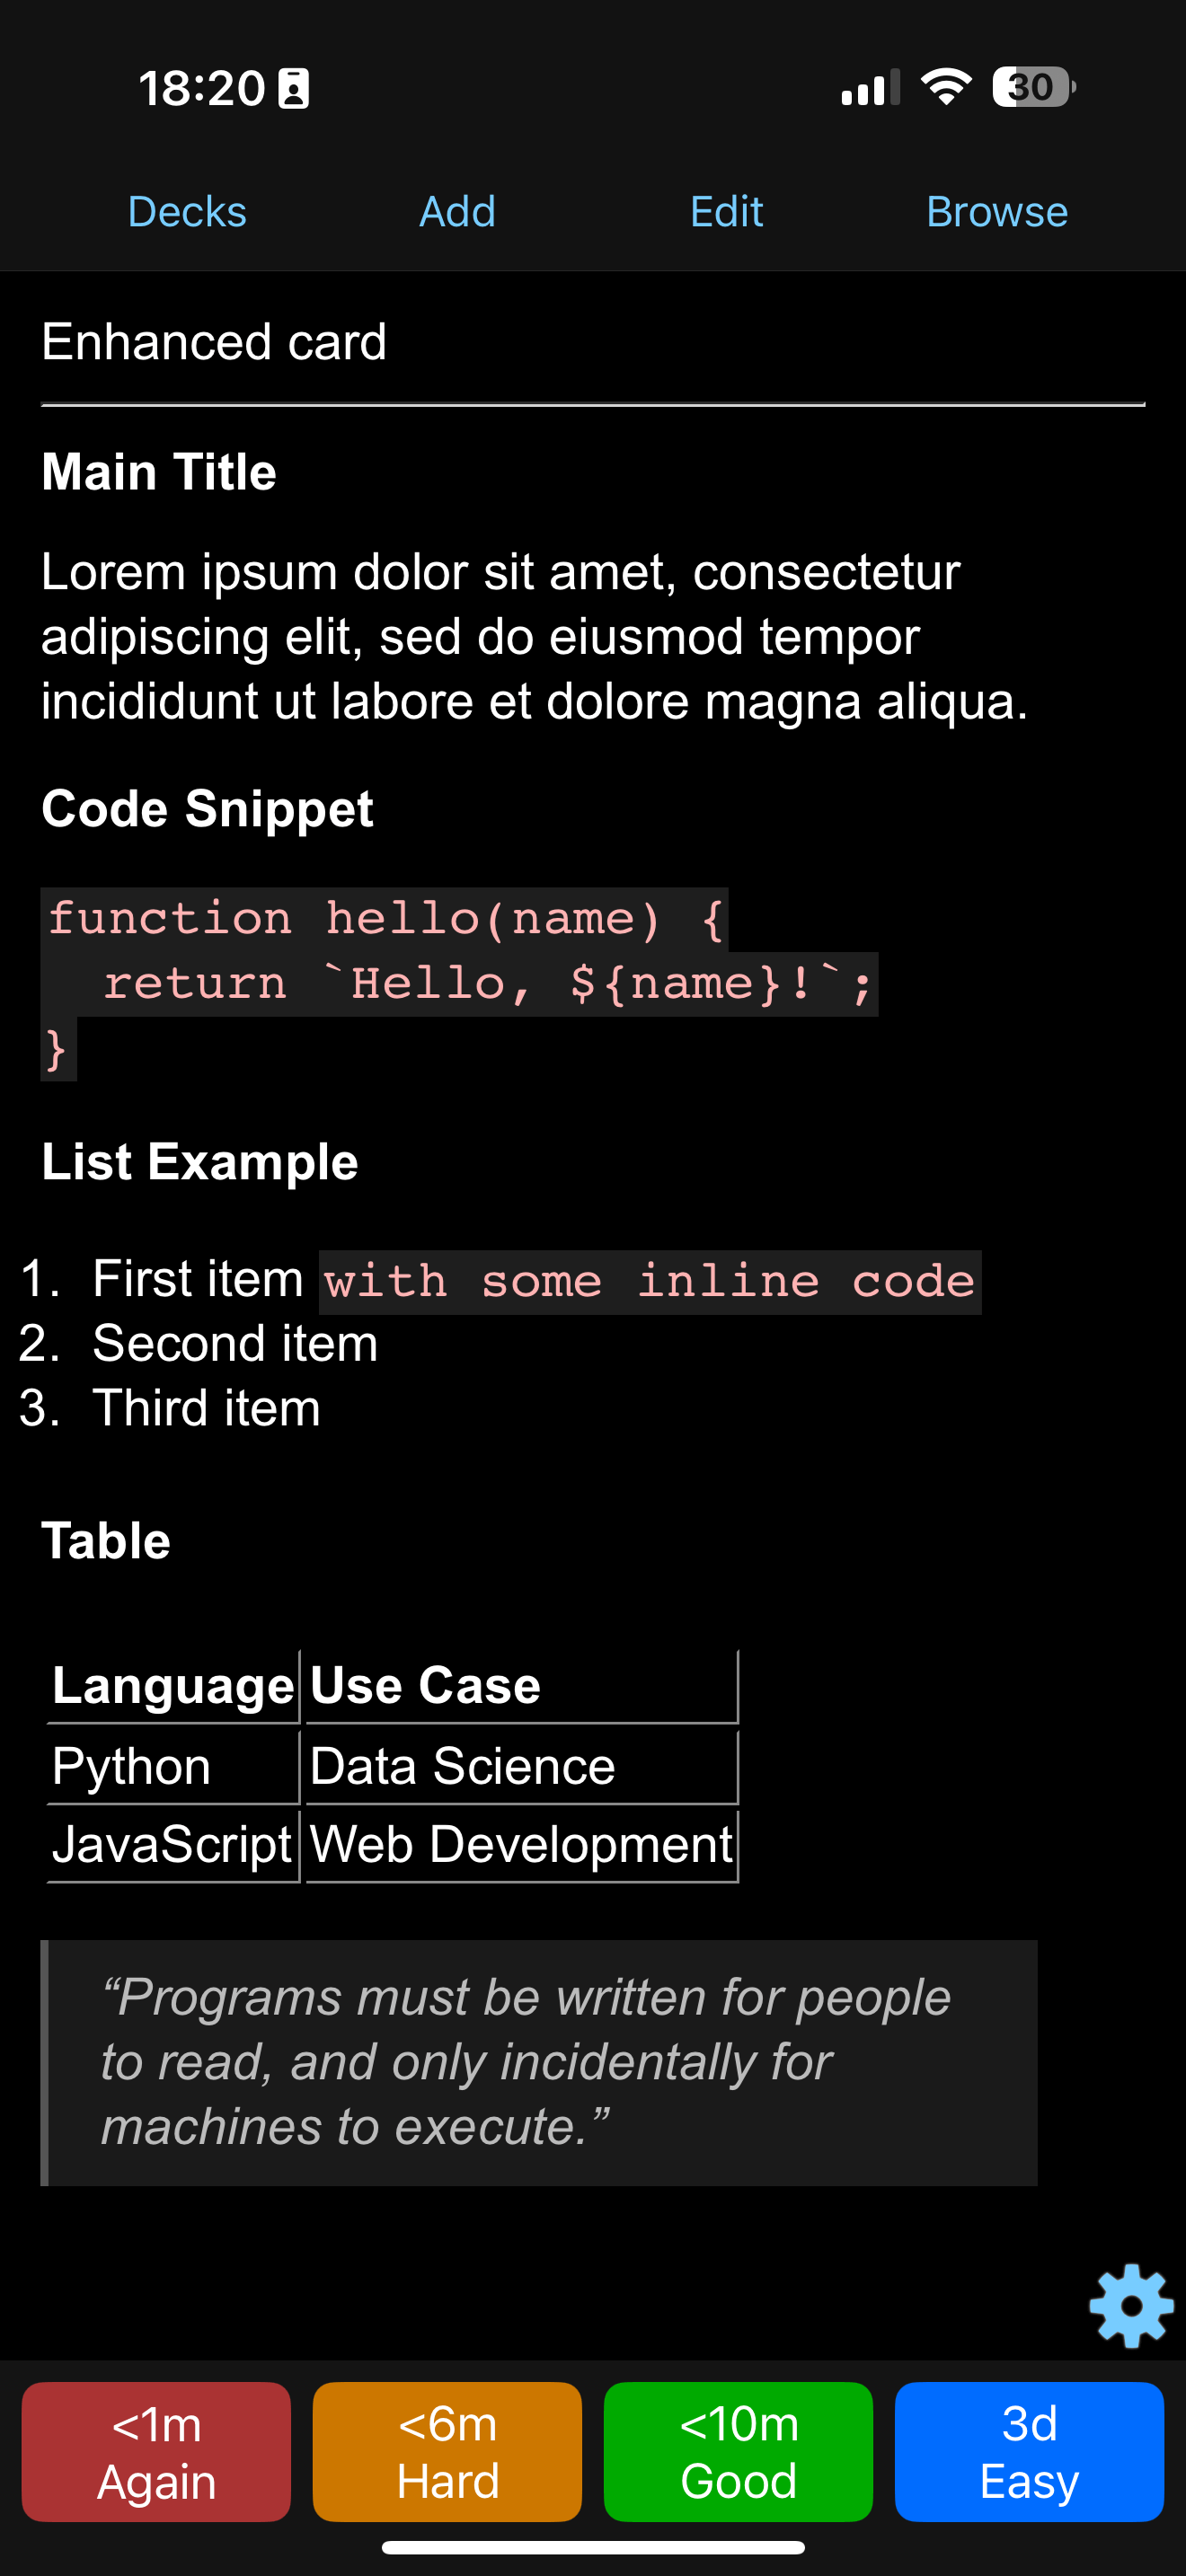 18:20
30
Decks Add Edit Browse
Enhanced card
Main Title
Lorem ipsum dolor sit amet, consectetur
adipiscing elit, sed do eiusmod tempor
incididunt ut labore et dolore magna aliqua.
Code Snippet
function hello(name) {
  return `Hello, ${name}!`;
}
List Example
1. First item with some inline code
2. Second item
3. Third item
Table
Language Use Case
Python Data Science
JavaScript Web Development
“Programs must be written for people
to read, and only incidentally for
machines to execute.”
<1m <6m <10m 3d
Again Hard Good Easy